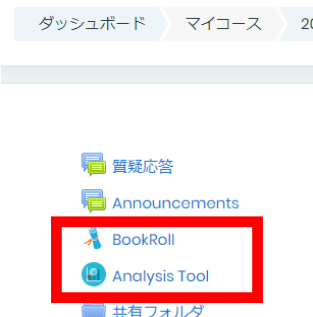 ダッシュボード マイコース 20
質疑応答
Announcements
BookRoll
Analysis Tool
共有フォルダ